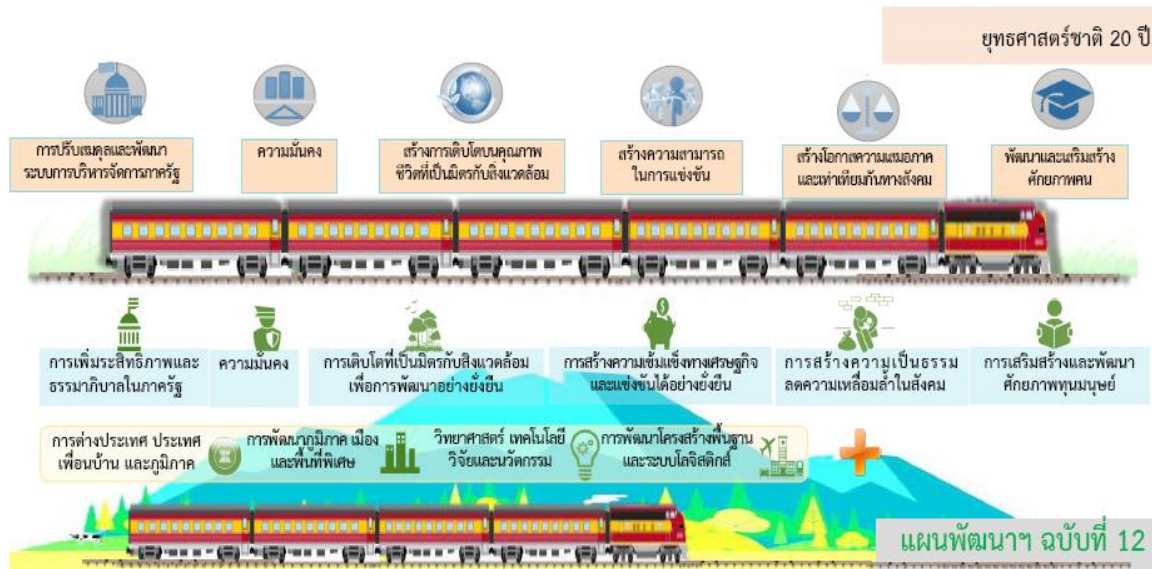 ยุทธศาสตร์ชาติ 20 ปี
การปรับสมดุลและพัฒนา
ระบบการบริหารจัดการภาครัฐ
ความมั่นคง
สร้างการเติบโตบนคุณภาพ
ชีวิตที่เป็นมิตรกับสิ่งแวดล้อม
สร้างความสามารถ
ในการแข่งขัน
สร้างโอกาสความเสมอภาค
และเท่าเทียมกันทางสังคม
พัฒนาและเสริมสร้าง
ศักยภาพคน
การเพิ่มประสิทธิภาพและ
ธรรมาภิบาลในภาครัฐ
ความมั่นคง
การเติบโตที่เป็นมิตรกับสิ่งแวดล้อม
เพื่อการพัฒนาอย่างยั่งยืน
การสร้างความเข้มแข็งทางเศรษฐกิจ
และแข่งขันได้อย่างยั่งยืน
การสร้างความเป็นธรรม
ลดความเหลื่อมล้ำในสังคม
การเสริมสร้างและพัฒนา
ศักยภาพทุนมนุษย์
การต่างประเทศ ประเทศ
เพื่อนบ้าน และภูมิภาค
การพัฒนาภูมิภาค เมือง
และพื้นที่พิเศษ
วิทยาศาสตร์ เทคโนโลยี
วิจัยและนวัตกรรม
การพัฒนาโครงสร้างพื้นฐาน
และระบบโลจิสติกส์
แผนพัฒนาฯ ฉบับที่ 12